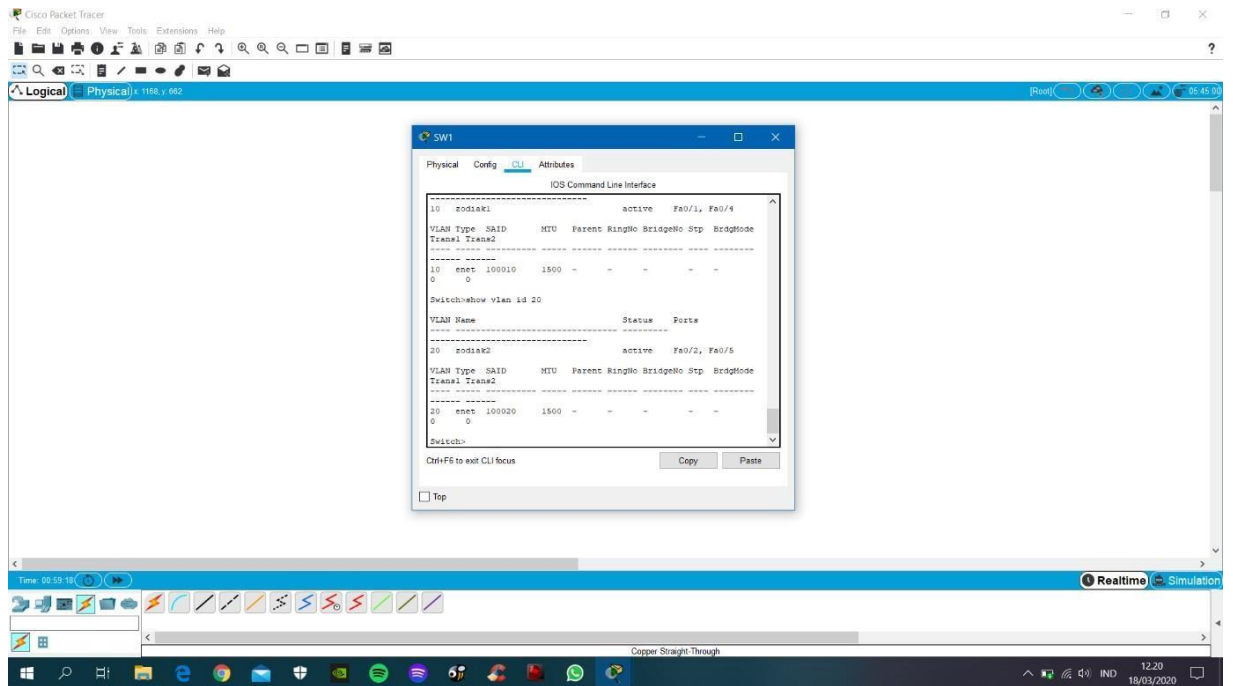 Cisco Packet Tracer
File Edit Options View Tools Extensions Help
?
Logical Physical x: 1168, y: 662 [Root] 05:45:00
SW1
Physical Config CLI Attributes
IOS Command Line Interface
--------------------------------
10 zodiak1 active Fa0/1, Fa0/4
VLAN Type SAID MTU Parent RingNo BridgeNo Stp BrdgMode
Trans1 Trans2
---- ----- ---------- ----- ------ ------ -------- ---- --------
------ ------
10 enet 100010 1500 - - - - -
0 0
Switch>show vlan id 20
VLAN Name Status Ports
---- -------------------------------- ---------
--------------------------------
20 zodiak2 active Fa0/2, Fa0/5
VLAN Type SAID MTU Parent RingNo BridgeNo Stp BrdgMode
Trans1 Trans2
---- ----- ---------- ----- ------ ------ -------- ---- --------
------ ------
20 enet 100020 1500 - - - - -
0 0
Switch>
Ctrl+F6 to exit CLI focus Copy Paste
Top
Time: 00:59:18 Realtime Simulation
Copper Straight-Through
IND 12.20
18/03/2020